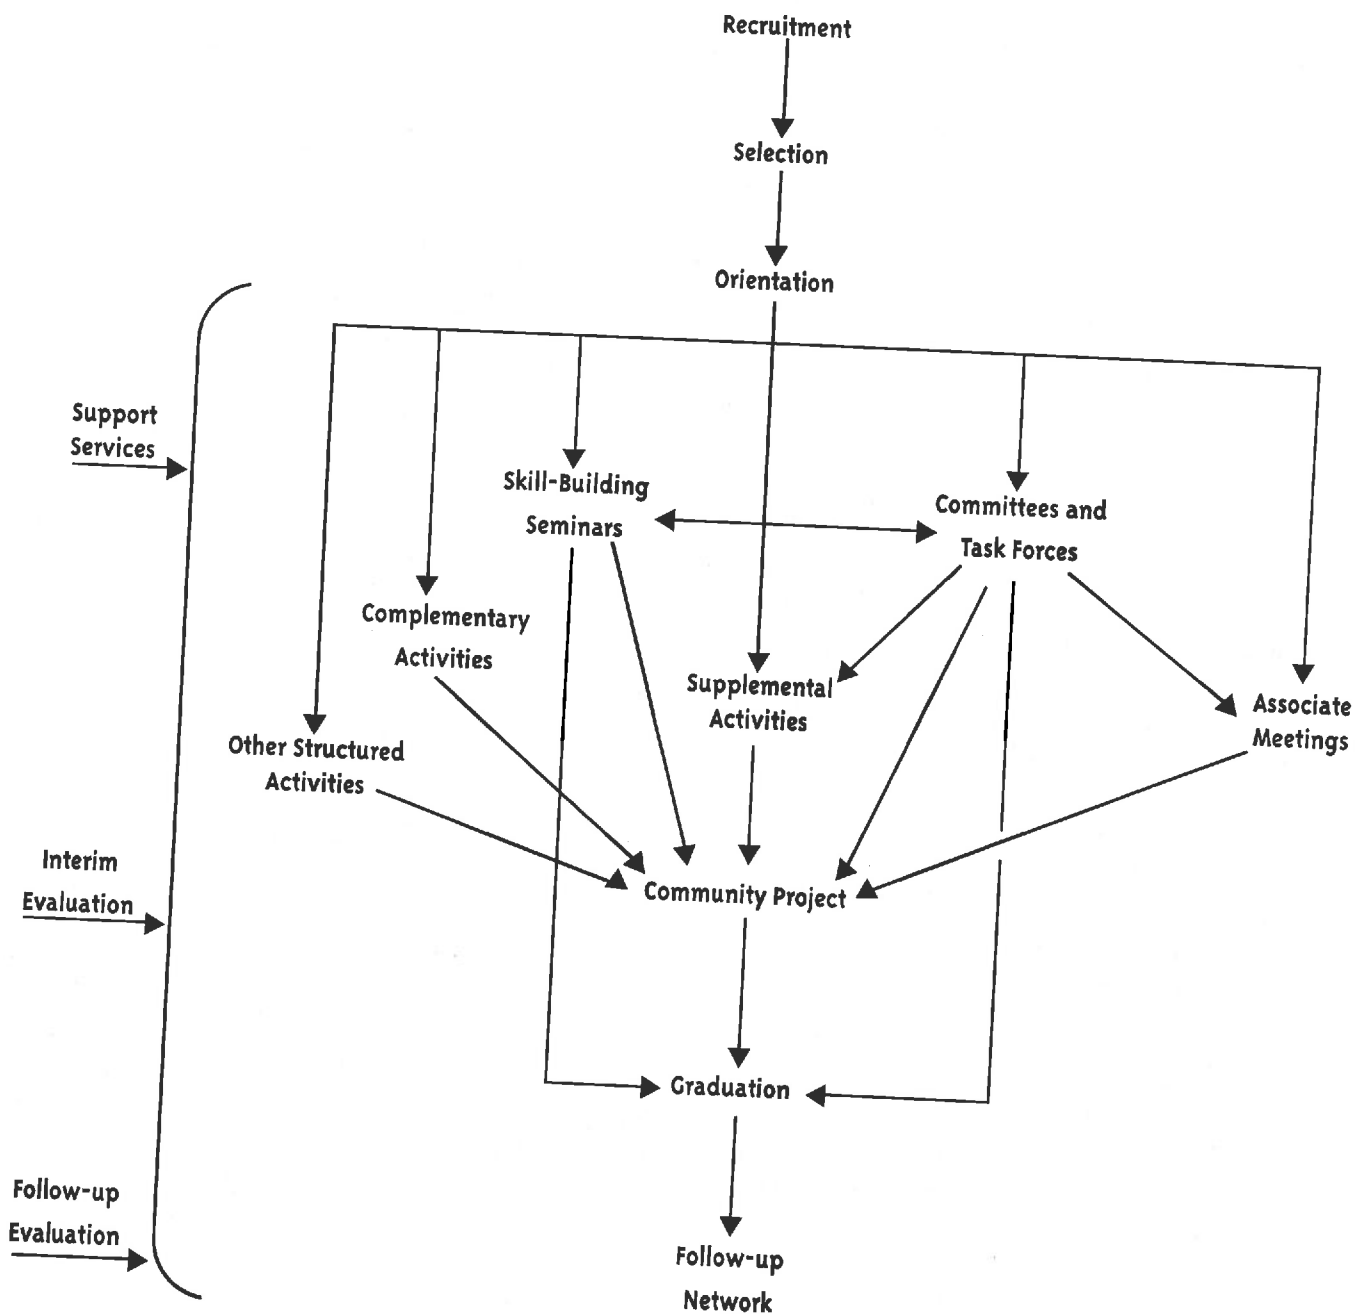 Recruitment
Selection
Orientation
Support
Services
Skill-Building
Seminars
Committees and
Task Forces
Complementary
Activities
Supplemental
Activities
Associate
Meetings
Other Structured
Activities
Interim
Evaluation
Community Project
Graduation
Follow-up
Evaluation
Follow-up
Network